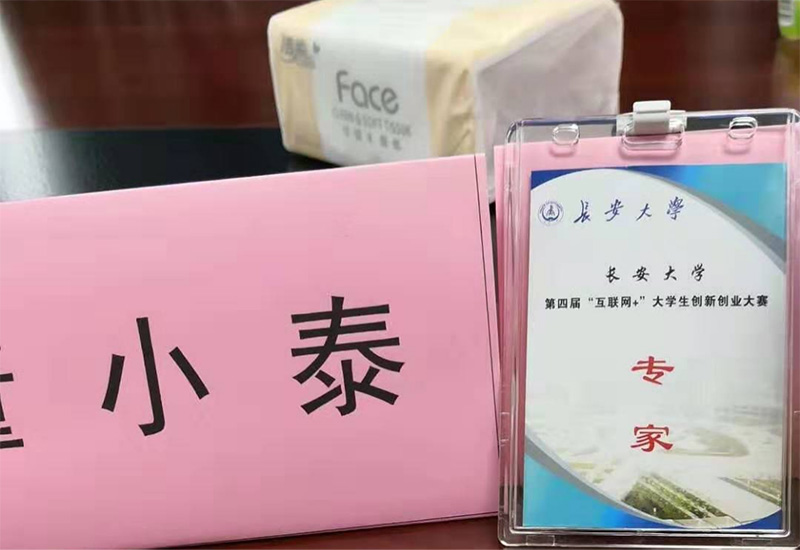 Face
长安大学
长安大学
第四届“互联网+”大学生创新创业大赛
专
家
小泰